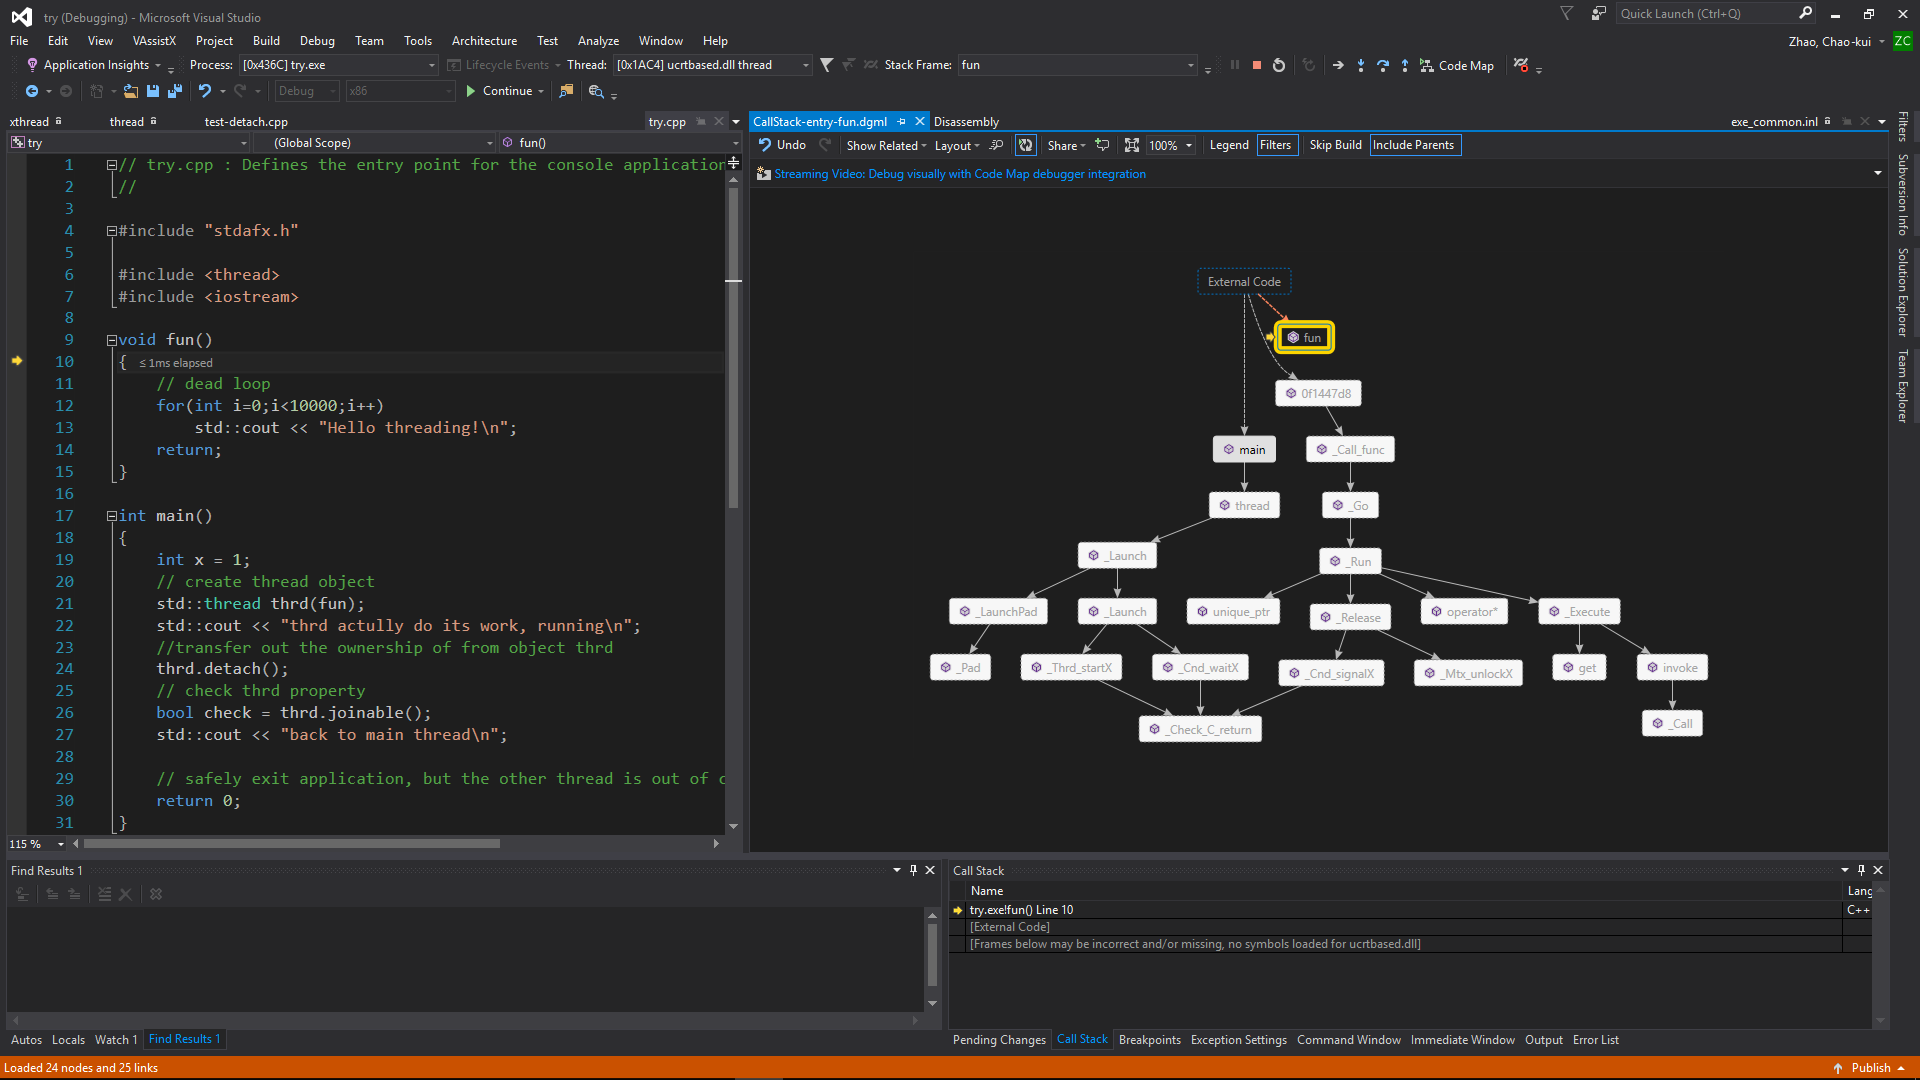 try (Debugging) - Microsoft Visual Studio
Quick Launch (Ctrl+Q)
File Edit View VAssistX Project Build Debug Team Tools Architecture Test Analyze Window Help
Zhao, Chao-kui ZC
Application Insights Process: [0x436C] try.exe Lifecycle Events Thread: [0x1AC4] ucrtbased.dll thread Stack Frame: fun Code Map
Debug x86 Continue
xthread thread test-detach.cpp try.cpp
try (Global Scope) fun()
1 // try.cpp : Defines the entry point for the console application
2 //
3
4 #include "stdafx.h"
5
6 #include <thread>
7 #include <iostream>
8
9 void fun()
10 { ≤ 1ms elapsed
11 // dead loop
12 for(int i=0;i<10000;i++)
13 std::cout << "Hello threading!\n";
14 return;
15 }
16
17 int main()
18 {
19 int x = 1;
20 // create thread object
21 std::thread thrd(fun);
22 std::cout << "thrd actully do its work, running\n";
23 //transfer out the ownership of from object thrd
24 thrd.detach();
25 // check thrd property
26 bool check = thrd.joinable();
27 std::cout << "back to main thread\n";
28
29 // safely exit application, but the other thread is out of c
30 return 0;
31 }
115 %
CallStack-entry-fun.dgml Disassembly exe_common.inl
Undo Show Related Layout Share 100% Legend Filters Skip Build Include Parents
Streaming Video: Debug visually with Code Map debugger integration
External Code
fun
0f1447d8
main _Call_func
thread _Go
_Launch _Run
_LaunchPad _Launch unique_ptr _Release operator* _Execute
_Pad _Thrd_startX _Cnd_waitX _Cnd_signalX _Mtx_unlockX get invoke
_Check_C_return _Call
Filters
Subversion Info
Solution Explorer
Team Explorer
Find Results 1
Autos Locals Watch 1 Find Results 1
Call Stack
Name Lang
try.exe!fun() Line 10 C++
[External Code]
[Frames below may be incorrect and/or missing, no symbols loaded for ucrtbased.dll]
Pending Changes Call Stack Breakpoints Exception Settings Command Window Immediate Window Output Error List
Loaded 24 nodes and 25 links
Publish